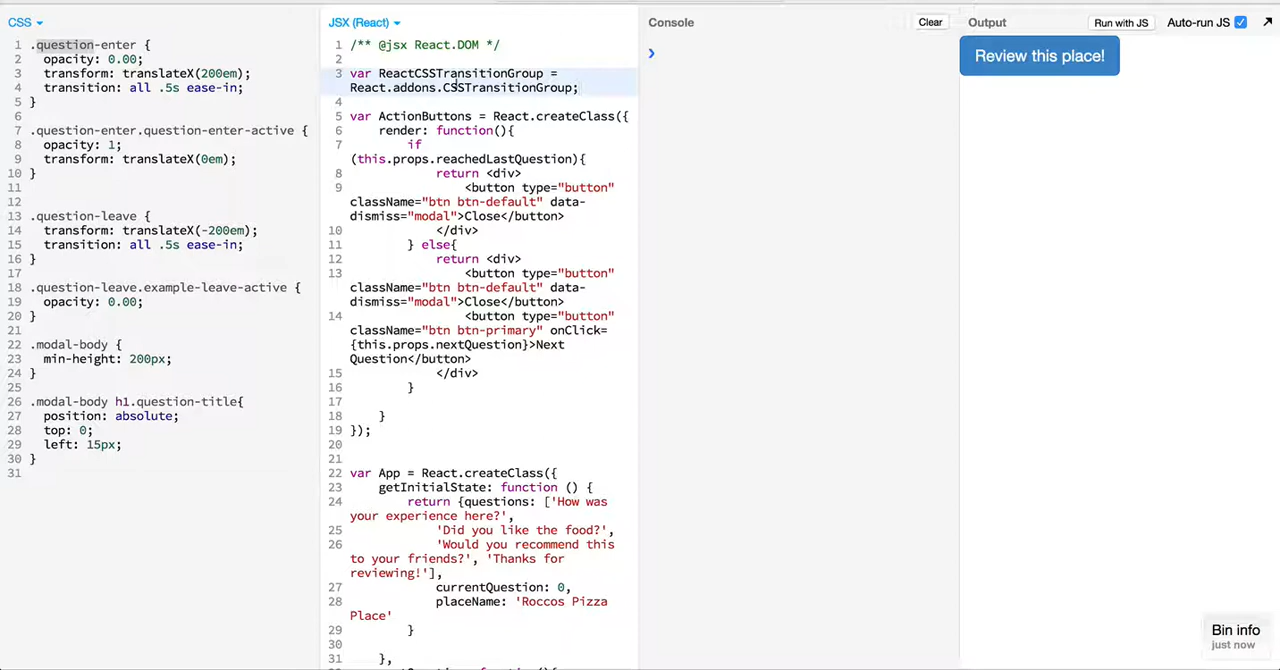 CSS
1 .question-enter {
2 opacity: 0.00;
3 transform: translateX(200em);
4 transition: all .5s ease-in;
5 }
6
7 .question-enter.question-enter-active {
8 opacity: 1;
9 transform: translateX(0em);
10 }
11
12
13 .question-leave {
14 transform: translateX(-200em);
15 transition: all .5s ease-in;
16 }
17
18 .question-leave.example-leave-active {
19 opacity: 0.00;
20 }
21
22 .modal-body {
23 min-height: 200px;
24 }
25
26 .modal-body h1.question-title{
27 position: absolute;
28 top: 0;
29 left: 15px;
30 }
31
JSX (React)
1 /** @jsx React.DOM */
2
3 var ReactCSSTransitionGroup =
React.addons.CSSTransitionGroup;
4
5 var ActionButtons = React.createClass({
6 render: function(){
7 if
(this.props.reachedLastQuestion){
8 return <div>
9 <button type="button"
className="btn btn-default" data-
dismiss="modal">Close</button>
10 </div>
11 } else{
12 return <div>
13 <button type="button"
className="btn btn-default" data-
dismiss="modal">Close</button>
14 <button type="button"
className="btn btn-primary" onClick=
{this.props.nextQuestion}>Next
Question</button>
15 </div>
16 }
17
18 }
19 });
20
21
22 var App = React.createClass({
23 getInitialState: function () {
24 return {questions: ['How was
your experience here?',
25 'Did you like the food?',
26 'Would you recommend this
to your friends?', 'Thanks for
reviewing!'],
27 currentQuestion: 0,
28 placeName: 'Roccos Pizza
Place'
29 }
30
31 },
Console
Clear
>
Output
Run with JS
Auto-run JS
Review this place!
Bin info
just now